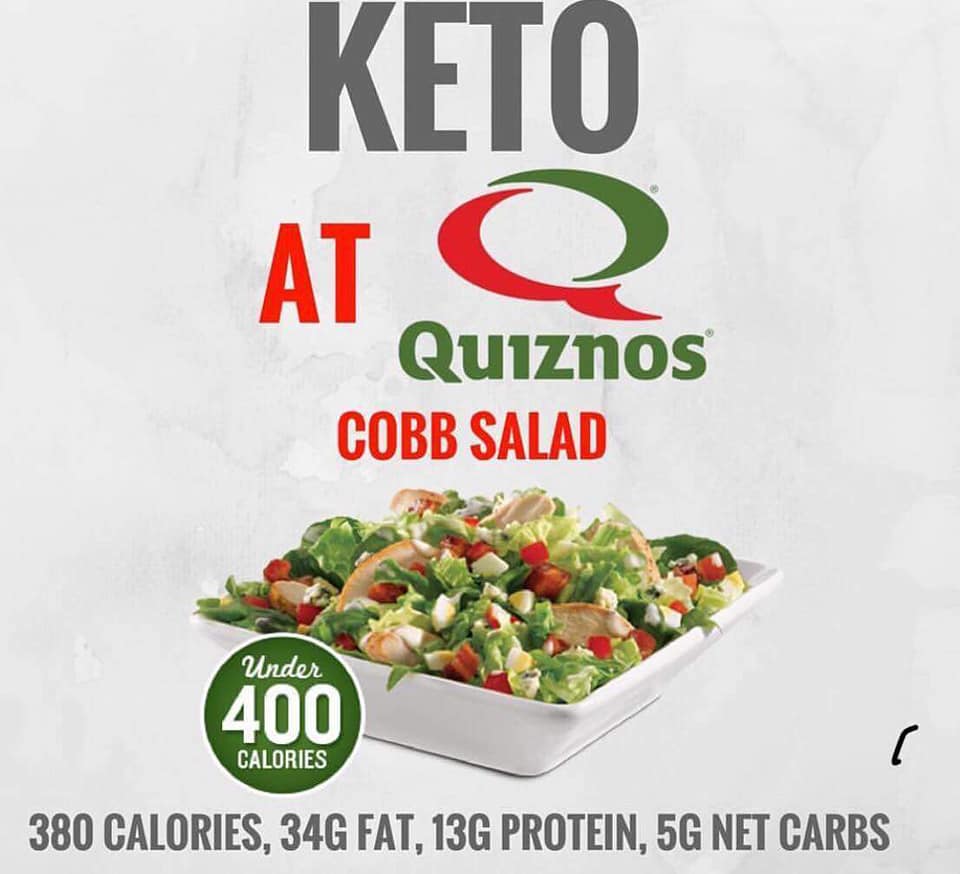 KETO
AT
Quiznos®
COBB SALAD
Under
400
CALORIES
380 CALORIES, 34G FAT, 13G PROTEIN, 5G NET CARBS